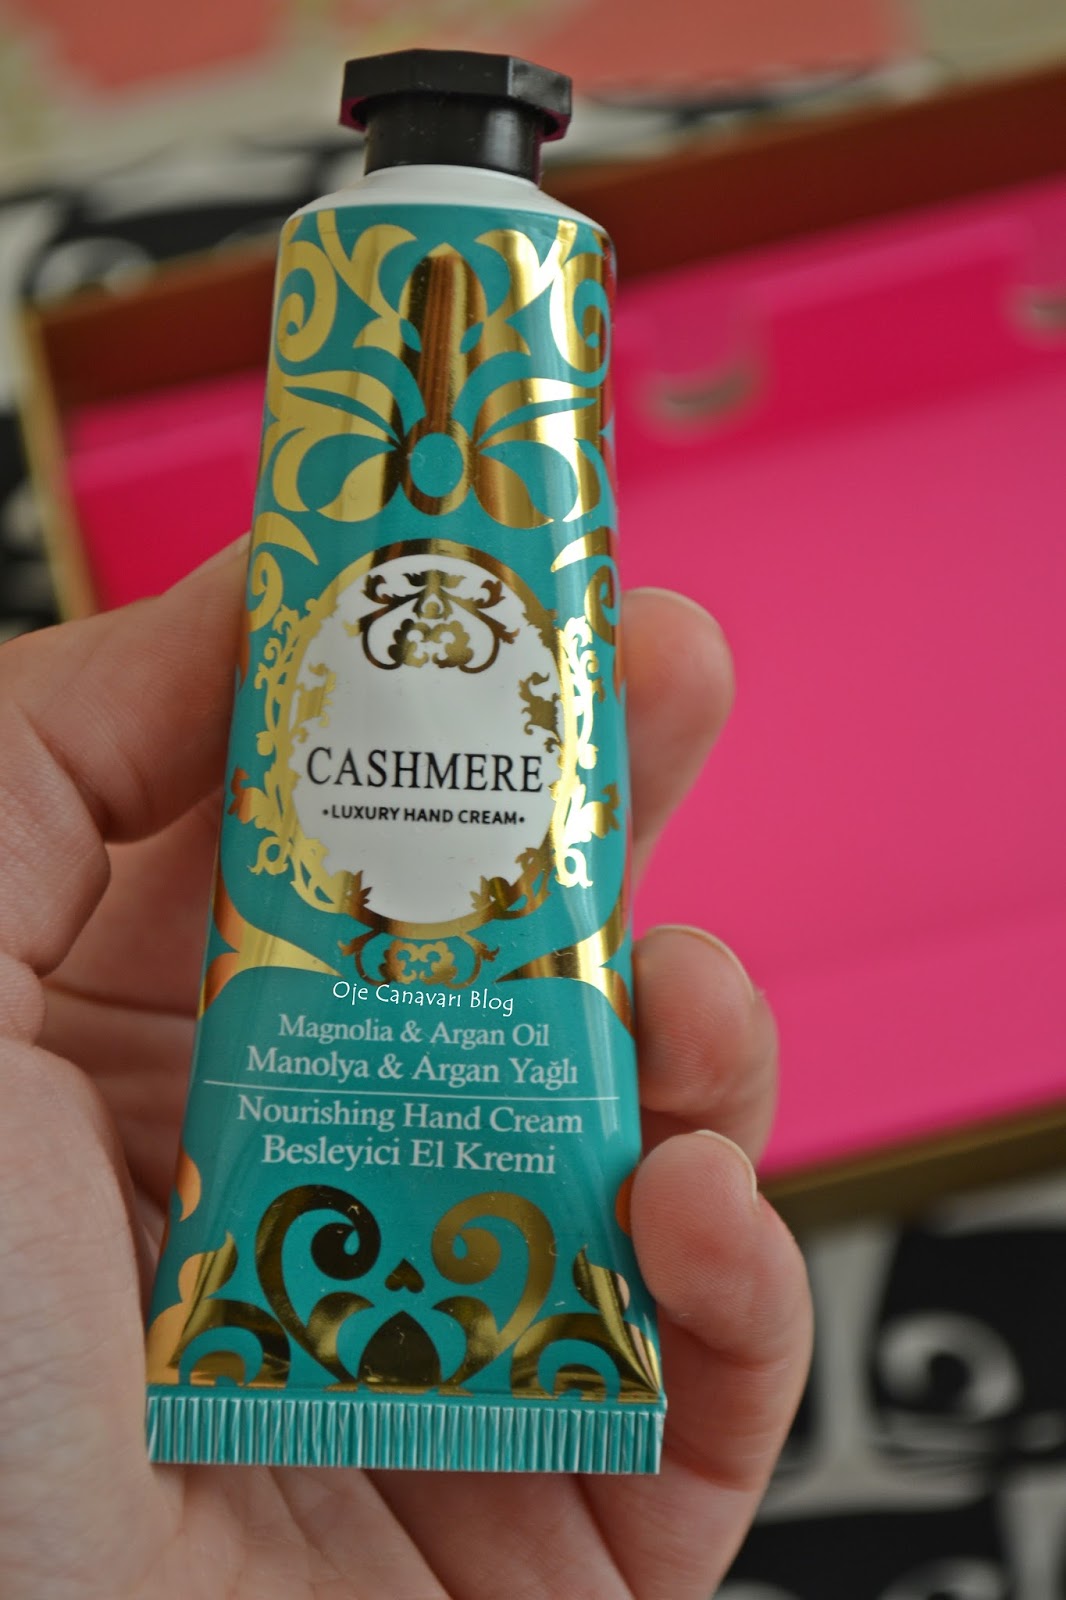 CASHMERE
•LUXURY HAND CREAM•
Oje Canavarı Blog
Magnolia & Argan Oil
Manolya & Argan Yağlı
Nourishing Hand Cream
Besleyici El Kremi